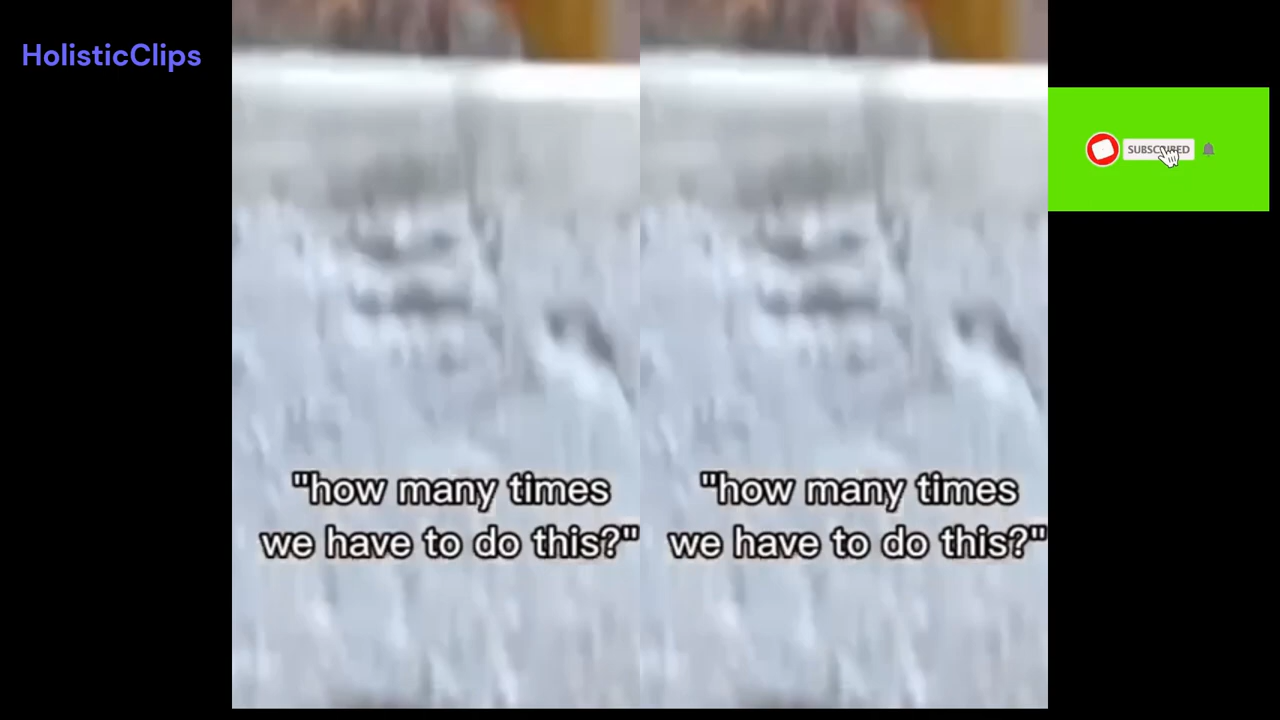 HolisticClips
SUBSCRIBED
"how many times
we have to do this?"
"how many times
we have to do this?"